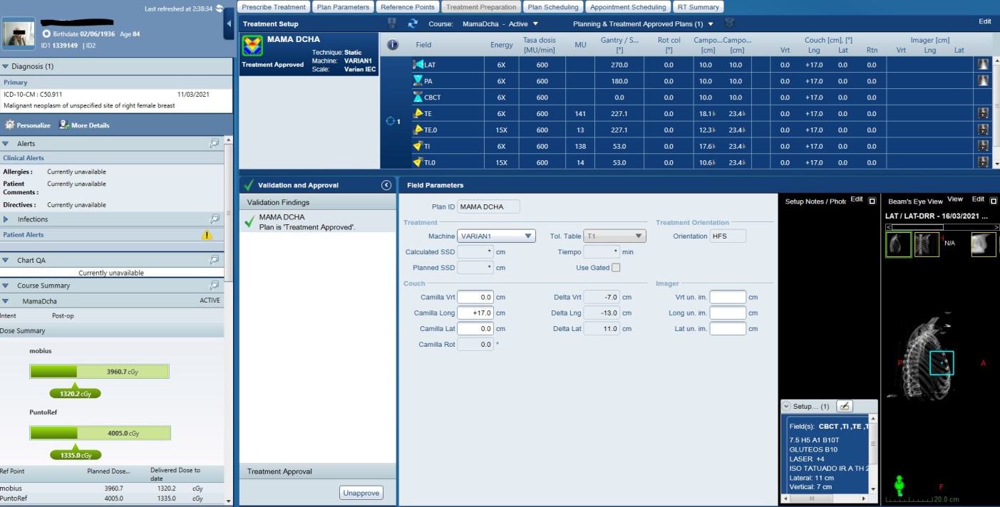 Last refreshed at 2:38:34
Birthdate 02/06/1936 Age 84
ID1 1339149 | ID2
Diagnosis (1)
Primary
ICD-10-CM : C50.911 11/03/2021
Malignant neoplasm of unspecified site of right female breast
Personalize More Details
Alerts
Clinical Alerts
Allergies : Currently unavailable
Patient Comments : Currently unavailable
Directives : Currently unavailable
Infections
Patient Alerts
Chart QA
Currently unavailable
Course Summary
MamaDcha ACTIVE
Intent Post-op
Dose Summary
mobius
3960.7 cGy
1320.2 cGy
PuntoRef
4005.0 cGy
1335.0 cGy
Ref Point Planned Dose... Delivered Dose to date
mobius 3960.7 1320.2 cGy
PuntoRef 4005.0 1335.0 cGy
Prescribe Treatment Plan Parameters Reference Points Treatment Preparation Plan Scheduling Appointment Scheduling RT Summary
Treatment Setup Course: MamaDcha - Active Planning & Treatment Approved Plans (1) Edit
MAMA DCHA
Treatment Approved
Technique: Static
Machine: VARIAN1
Scale: Varian IEC
Field Energy Tasa dosis [MU/min] MU Gantry / S... [°] Rot col [°] Campo... [cm] Campo... [cm] Couch [cm], [°] Imager [cm]
Vrt Lng Lat Rtn Vrt Lng Lat
LAT 6X 600 270.0 0.0 10.0 10.0 0.0 +17.0 0.0 0.0
PA 6X 600 180.0 0.0 10.0 10.0 0.0 +17.0 0.0 0.0
CBCT 6X 600 0.0 0.0 10.0 10.0 0.0 +17.0 0.0 0.0
1
TE 6X 600 141 227.1 0.0 18.1 23.4 0.0 +17.0 0.0 0.0
TE.0 15X 600 13 227.1 0.0 12.3 23.4 0.0 +17.0 0.0 0.0
TI 6X 600 138 53.0 0.0 17.6 23.4 0.0 +17.0 0.0 0.0
TI.0 15X 600 14 53.0 0.0 10.6 23.4 0.0 +17.0 0.0 0.0
Validation and Approval
Validation Findings
MAMA DCHA
Plan is 'Treatment Approved'.
Treatment Approval
Unapprove
Field Parameters
Plan ID MAMA DCHA
Treatment Treatment Orientation
Machine VARIAN1 Tol. Table T1 Orientation HFS
Calculated SSD * cm Tiempo * min
Planned SSD * cm Use Gated
Couch Imager
Camilla Vrt 0.0 cm Delta Vrt -7.0 cm Vrt un. im. cm
Camilla Long +17.0 cm Delta Lng -13.0 cm Long un. im. cm
Camilla Lat 0.0 cm Delta Lat 11.0 cm Lat un. im. cm
Camilla Rot 0.0 °
Setup Notes / Photo Edit
Setup... (1)
Field(s): CBCT ,TI ,TE ,T
7.5 H5 A1 B10T
GLUTEOS B10
LASER +4
ISO TATUADO IR A TH 2
Lateral: 11 cm
Vertical: 7 cm
Beam's Eye View View Edit
LAT / LAT-DRR - 16/03/2021 ...
H
N/A
P A
F
20.0 cm